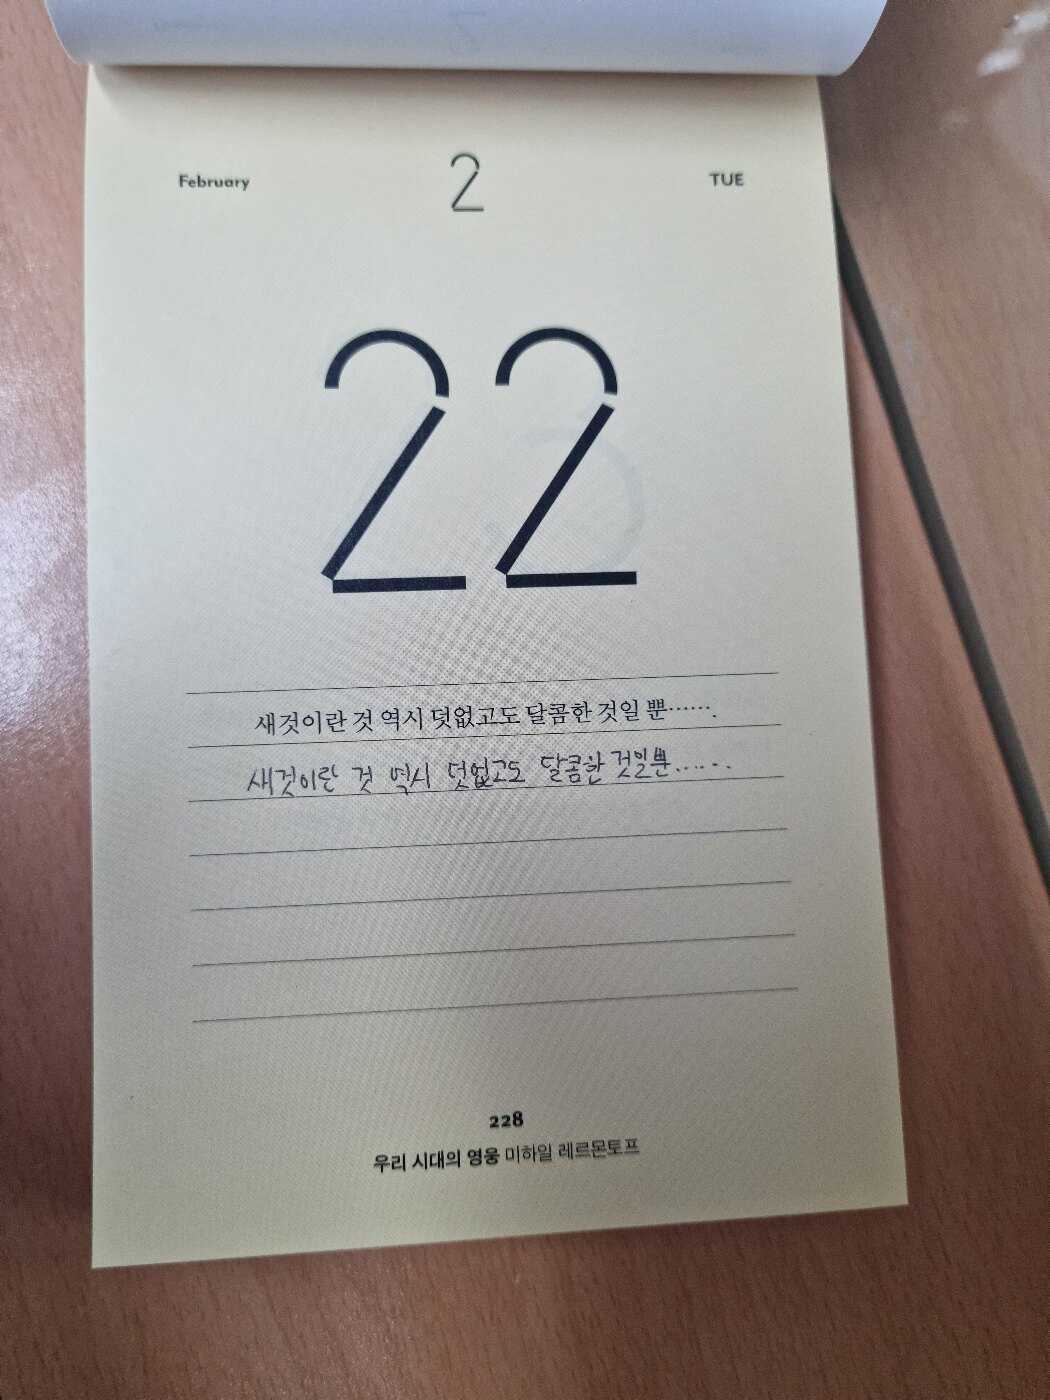 February 2 TUE
22
새것이란 것 역시 덧없고도 달콤한 것일 뿐…….
새것이란 것 역시 덧없고도 달콤한 것일뿐......
228
우리 시대의 영웅 미하일 레르몬토프